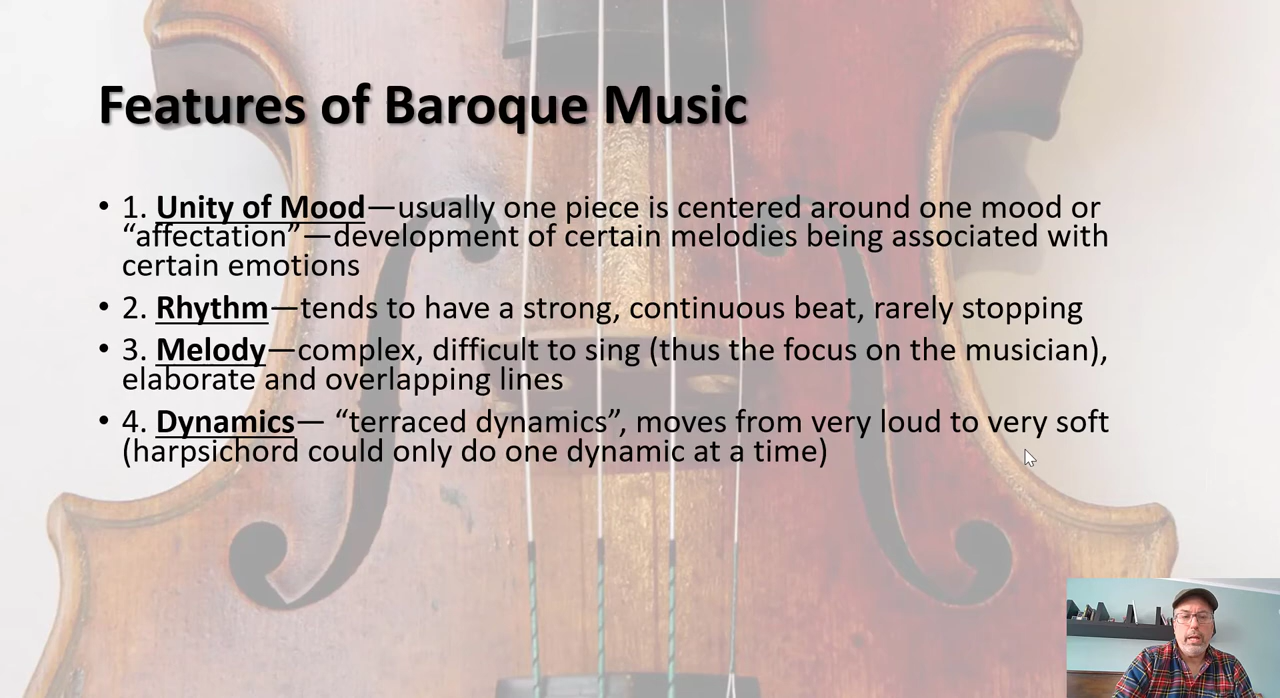 Features of Baroque Music
• 1. Unity of Mood—usually one piece is centered around one mood or
“affectation”—development of certain melodies being associated with
certain emotions
• 2. Rhythm—tends to have a strong, continuous beat, rarely stopping
• 3. Melody—complex, difficult to sing (thus the focus on the musician),
elaborate and overlapping lines
• 4. Dynamics— “terraced dynamics”, moves from very loud to very soft
(harpsichord could only do one dynamic at a time)